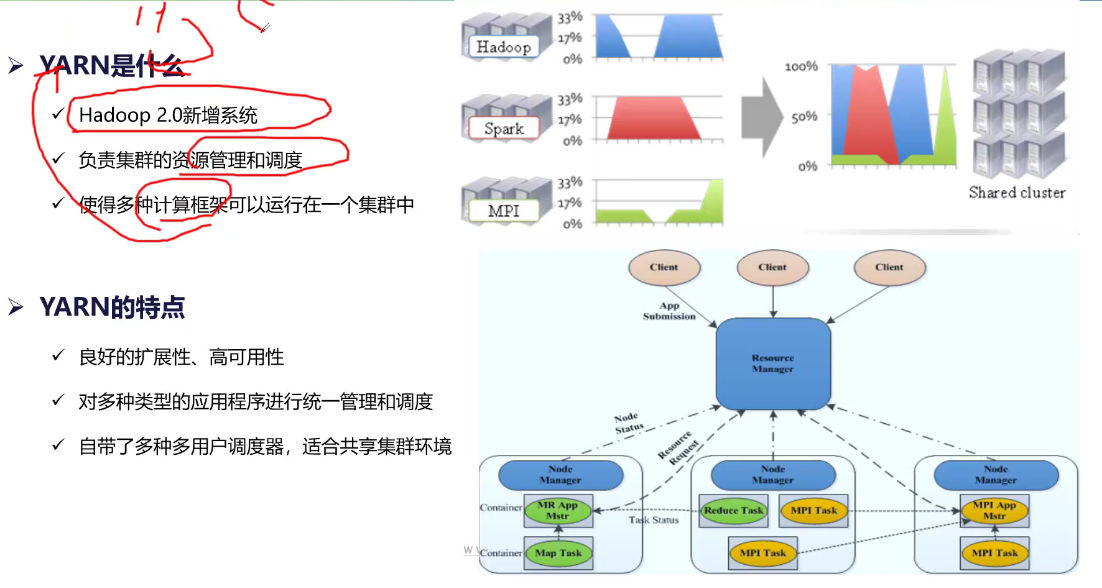 YARN是什么
Hadoop 2.0新增系统
负责集群的资源管理和调度
使得多种计算框架可以运行在一个集群中
YARN的特点
良好的扩展性、高可用性
对多种类型的应用程序进行统一管理和调度
自带了多种多用户调度器，适合共享集群环境
Hadoop
33%
17%
0%
Spark
33%
17%
0%
MPI
33%
17%
0%
100%
50%
0%
Shared cluster
Client
Client
Client
App
Submission
Resource
Manager
Node
Status
Resource
Request
Node
Manager
Node
Manager
Node
Manager
Container
MR App
Mstr
Task Status
Reduce Task
MPI Task
MPI App
Mstr
Container
Map Task
MPI Task
MPI Task